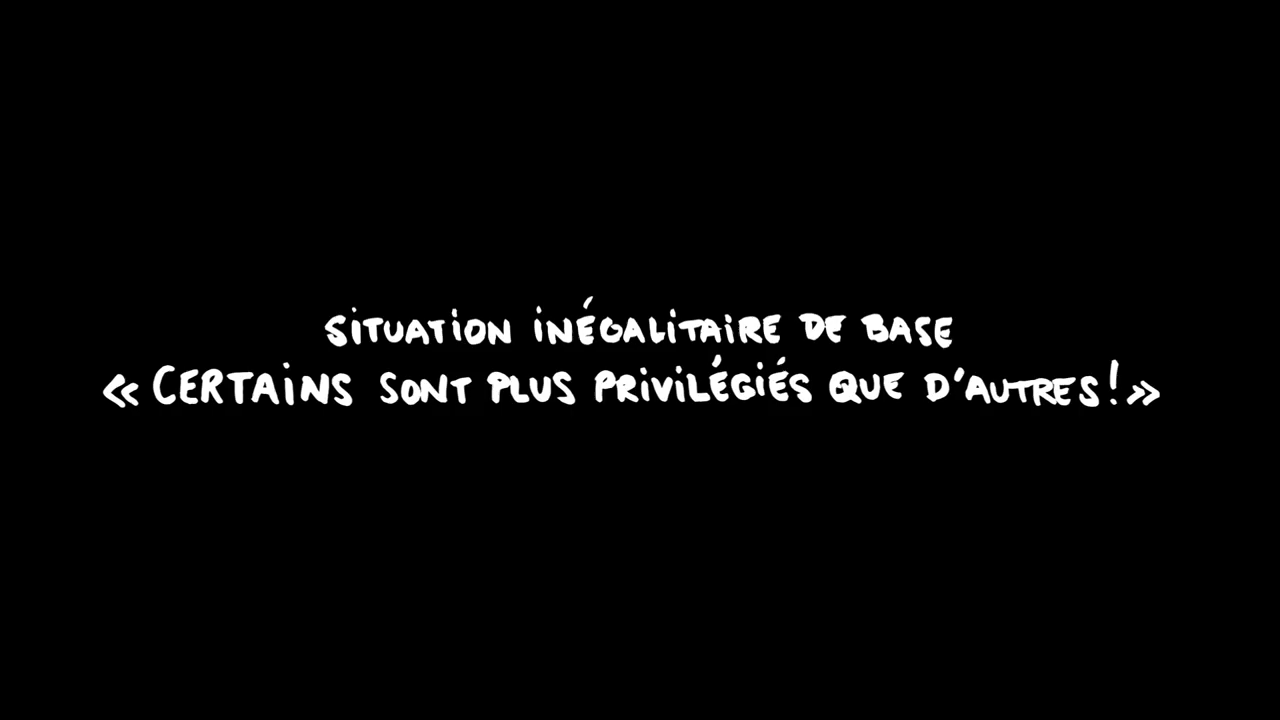 SITUATION INÉGALITAIRE DE BASE
« CERTAINS SONT PLUS PRIVILÉGIÉS QUE D'AUTRES! »